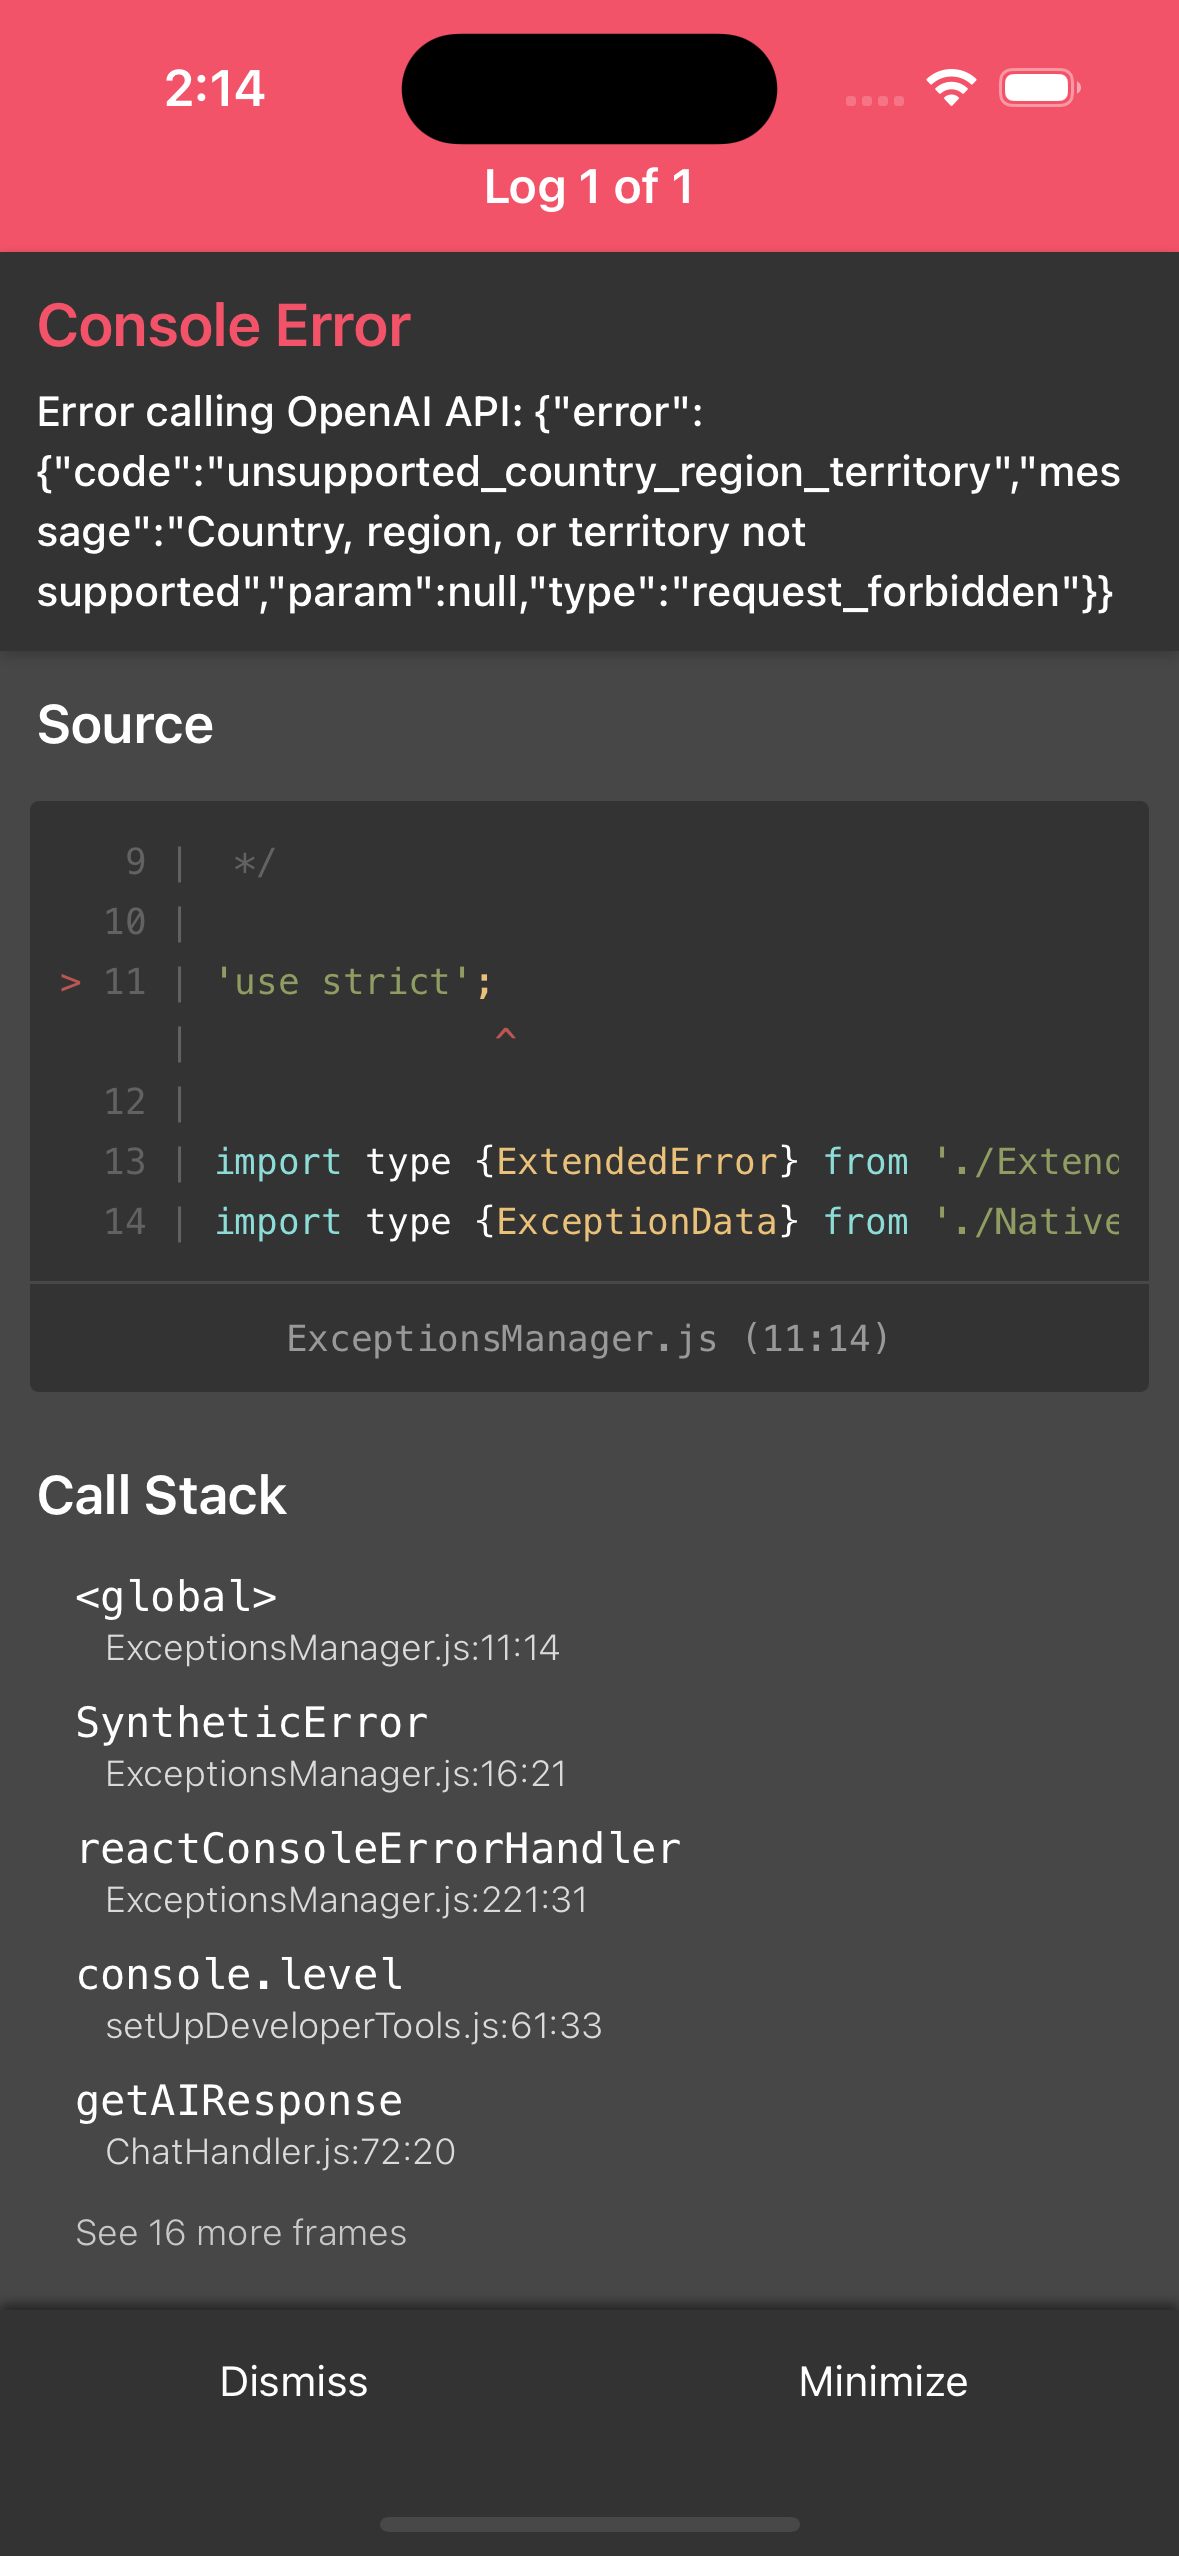 2:14
Log 1 of 1
Console Error
Error calling OpenAI API: {"error":
{"code":"unsupported_country_region_territory","mes
sage":"Country, region, or territory not
supported","param":null,"type":"request_forbidden"}}
Source
9 |  */
10 |
> 11 | 'use strict';
| ^
12 |
13 | import type {ExtendedError} from './Extend
14 | import type {ExceptionData} from './Native
ExceptionsManager.js (11:14)
Call Stack
<global>
ExceptionsManager.js:11:14
SyntheticError
ExceptionsManager.js:16:21
reactConsoleErrorHandler
ExceptionsManager.js:221:31
console.level
setUpDeveloperTools.js:61:33
getAIResponse
ChatHandler.js:72:20
See 16 more frames
Dismiss
Minimize